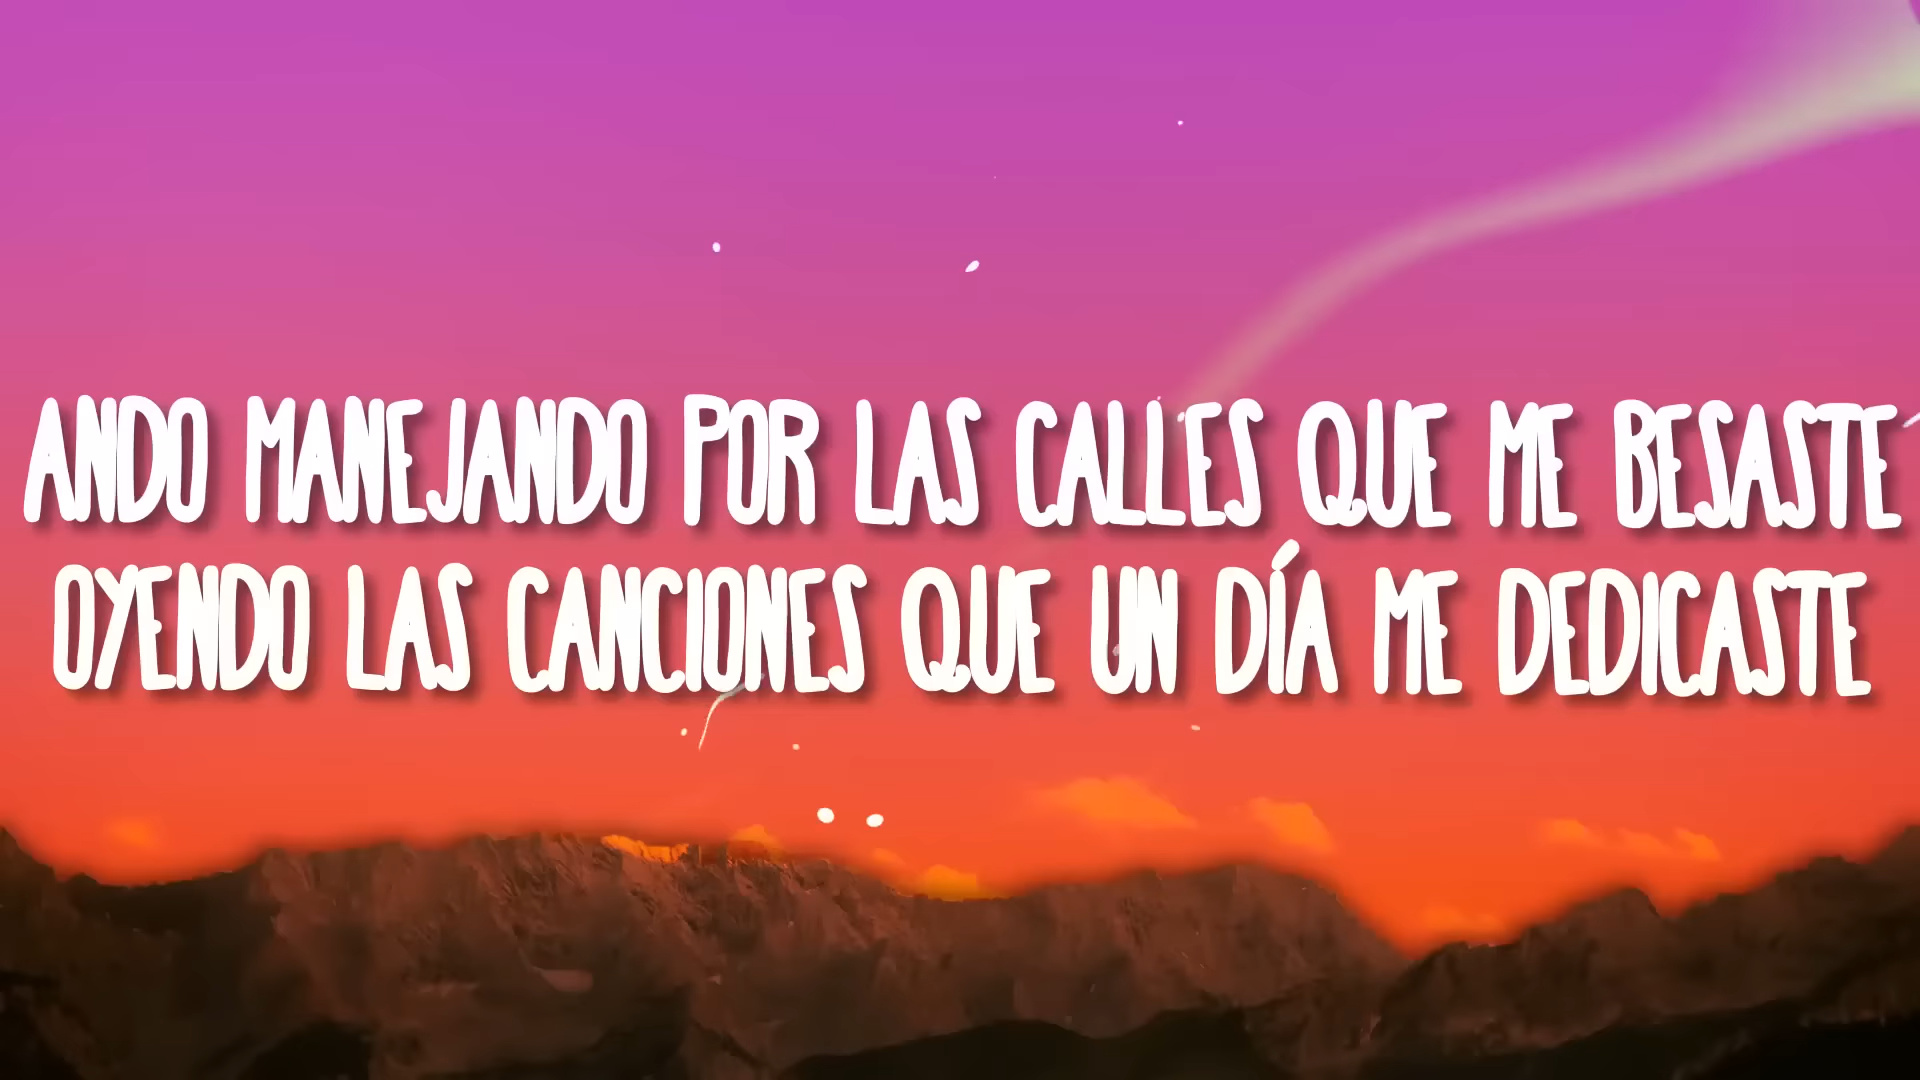 ANDO MANEJANDO POR LAS CALLES QUE ME BESASTE
OYENDO LAS CANCIONES QUE UN DÍA ME DEDICASTE